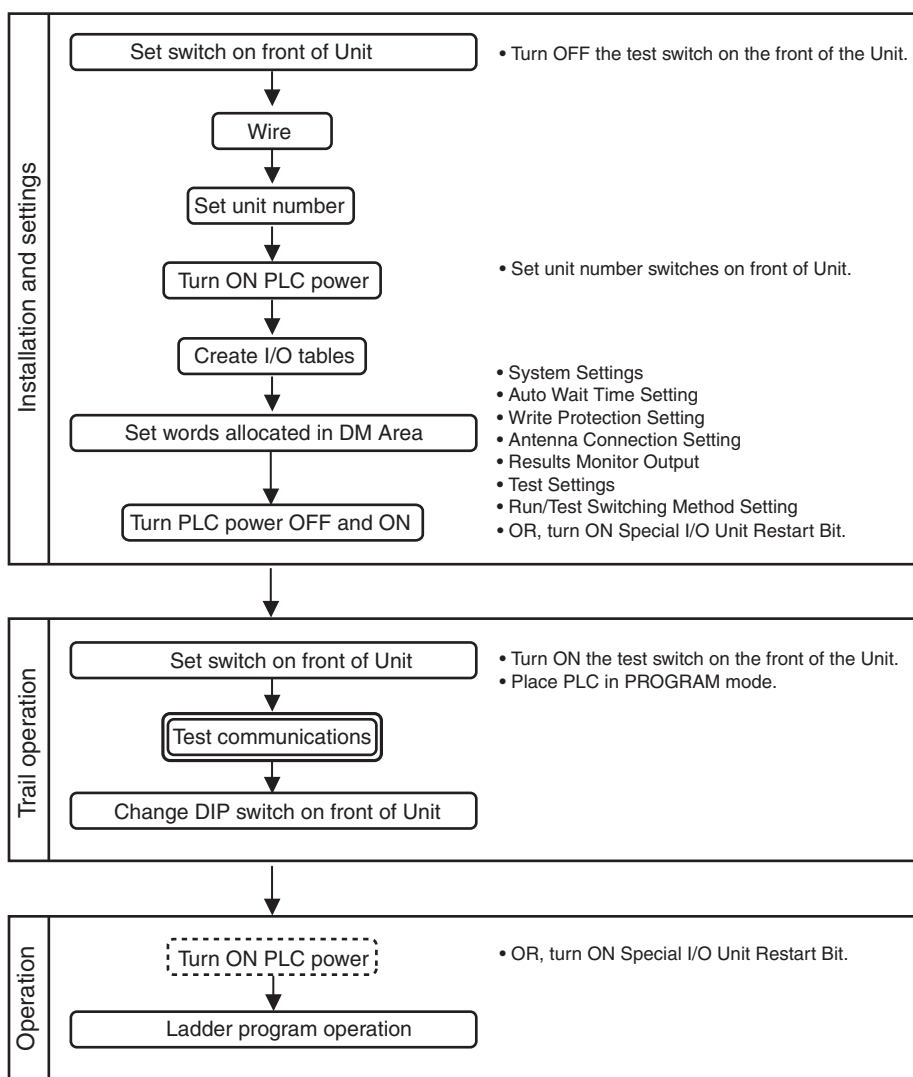 Installation and settings
Set switch on front of Unit
• Turn OFF the test switch on the front of the Unit.
Wire
Set unit number
Turn ON PLC power
• Set unit number switches on front of Unit.
Create I/O tables
Set words allocated in DM Area
• System Settings
• Auto Wait Time Setting
• Write Protection Setting
• Antenna Connection Setting
• Results Monitor Output
• Test Settings
• Run/Test Switching Method Setting
Turn PLC power OFF and ON
• OR, turn ON Special I/O Unit Restart Bit.
Trail operation
Set switch on front of Unit
• Turn ON the test switch on the front of the Unit.
• Place PLC in PROGRAM mode.
Test communications
Change DIP switch on front of Unit
Operation
Turn ON PLC power
• OR, turn ON Special I/O Unit Restart Bit.
Ladder program operation